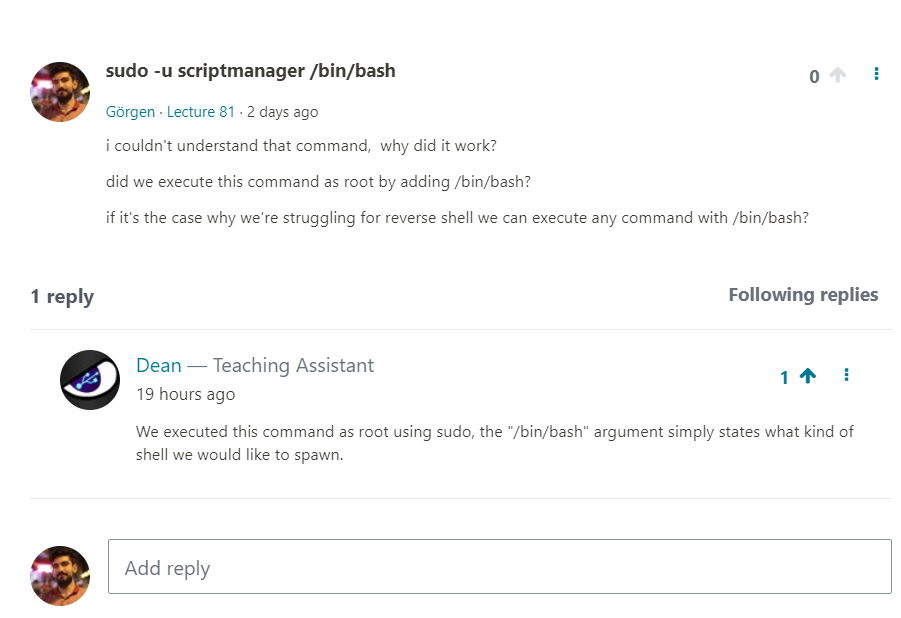 sudo -u scriptmanager /bin/bash
0
Görgen · Lecture 81 · 2 days ago
i couldn't understand that command,  why did it work?
did we execute this command as root by adding /bin/bash?
if it's the case why we're struggling for reverse shell we can execute any command with /bin/bash?
1 reply
Following replies
Dean — Teaching Assistant
1
19 hours ago
We executed this command as root using sudo, the "/bin/bash" argument simply states what kind of
shell we would like to spawn.
Add reply